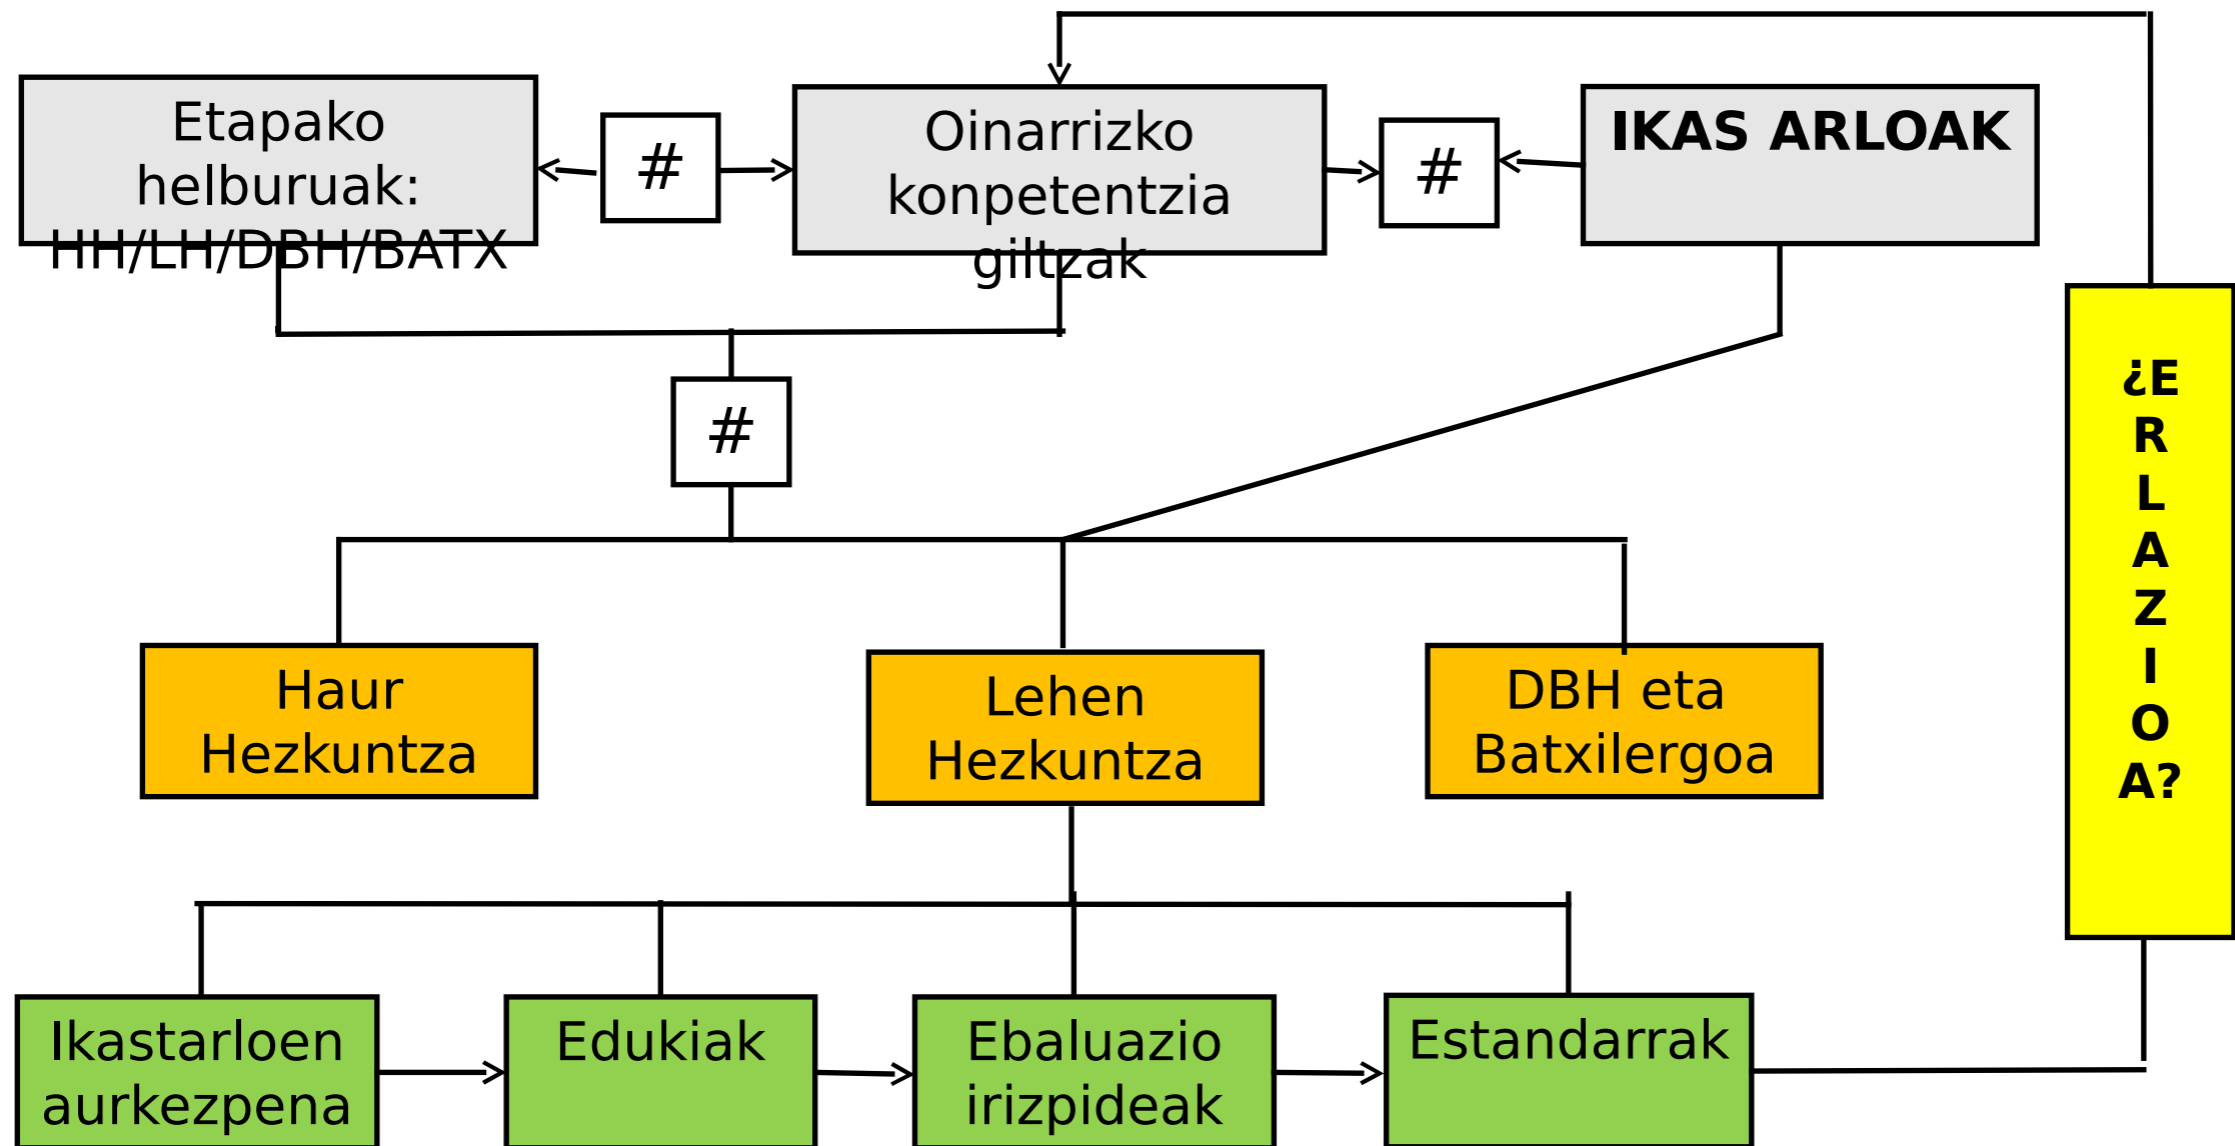 Etapako
helburuak:
HH/LH/DBH/BATX
#
Oinarrizko
konpetentzia
giltzak
#
IKAS ARLOAK
#
¿E
R
L
A
Z
I
O
A?
Haur
Hezkuntza
Lehen
Hezkuntza
DBH eta
Batxilergoa
Ikastarloen
aurkezpena
Edukiak
Ebaluazio
irizpideak
Estandarrak